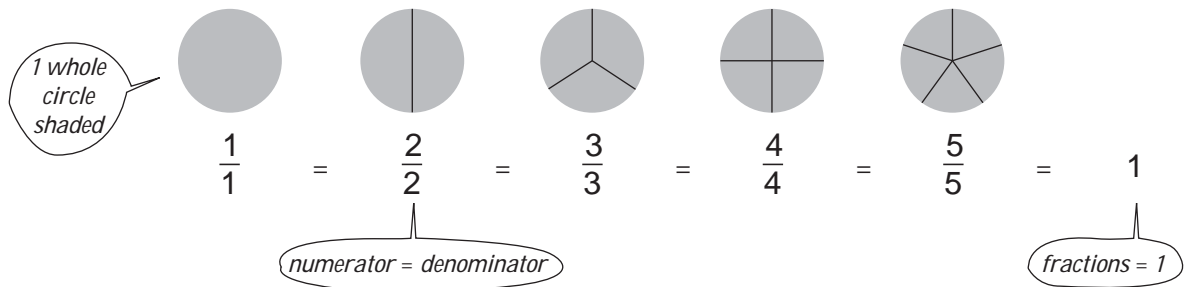 1 whole
circle
shaded
1/1 = 2/2 = 3/3 = 4/4 = 5/5 = 1
numerator = denominator
fractions = 1